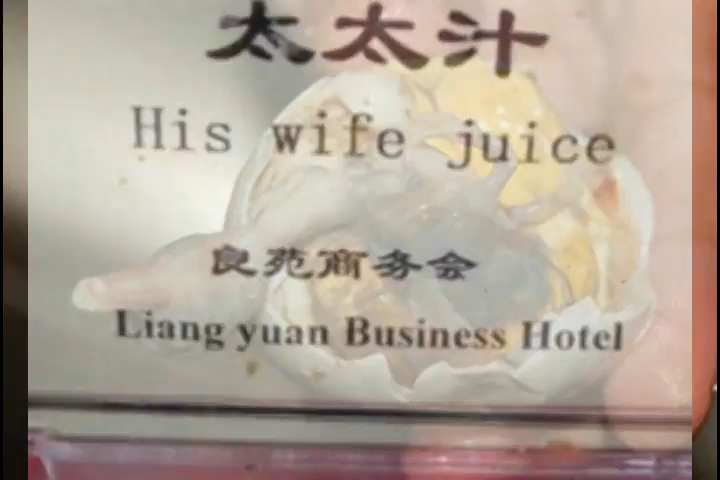 太太汁
His wife juice
良苑商务会
Liang yuan Business Hotel